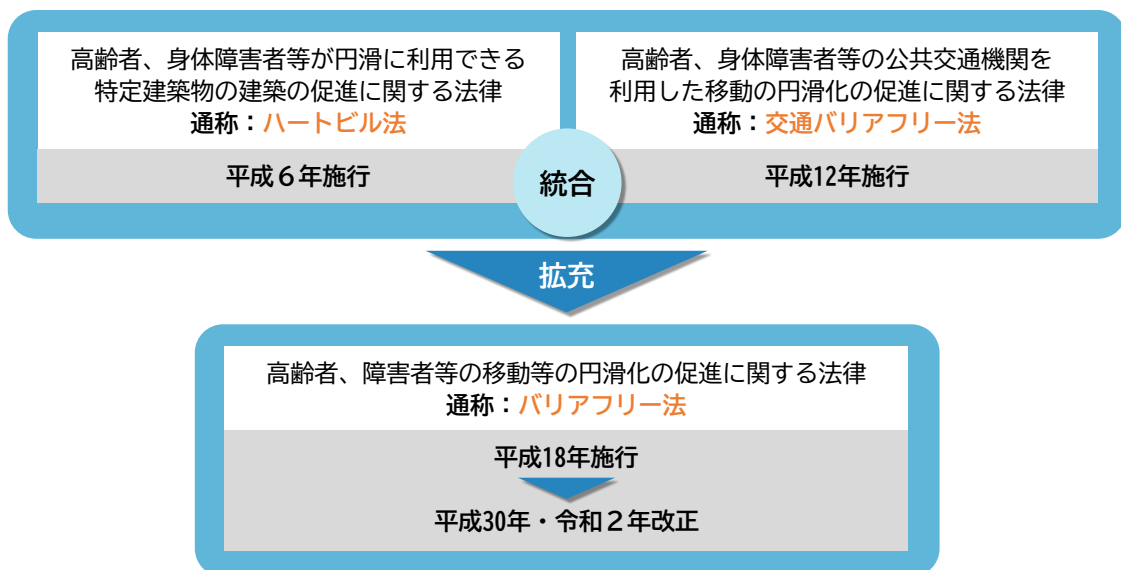 高齢者、身体障害者等が円滑に利用できる
特定建築物の建築の促進に関する法律
通称：ハートビル法
平成６年施行
高齢者、身体障害者等の公共交通機関を
利用した移動の円滑化の促進に関する法律
通称：交通バリアフリー法
平成12年施行
統合
拡充
高齢者、障害者等の移動等の円滑化の促進に関する法律
通称：バリアフリー法
平成18年施行
平成30年・令和２年改正